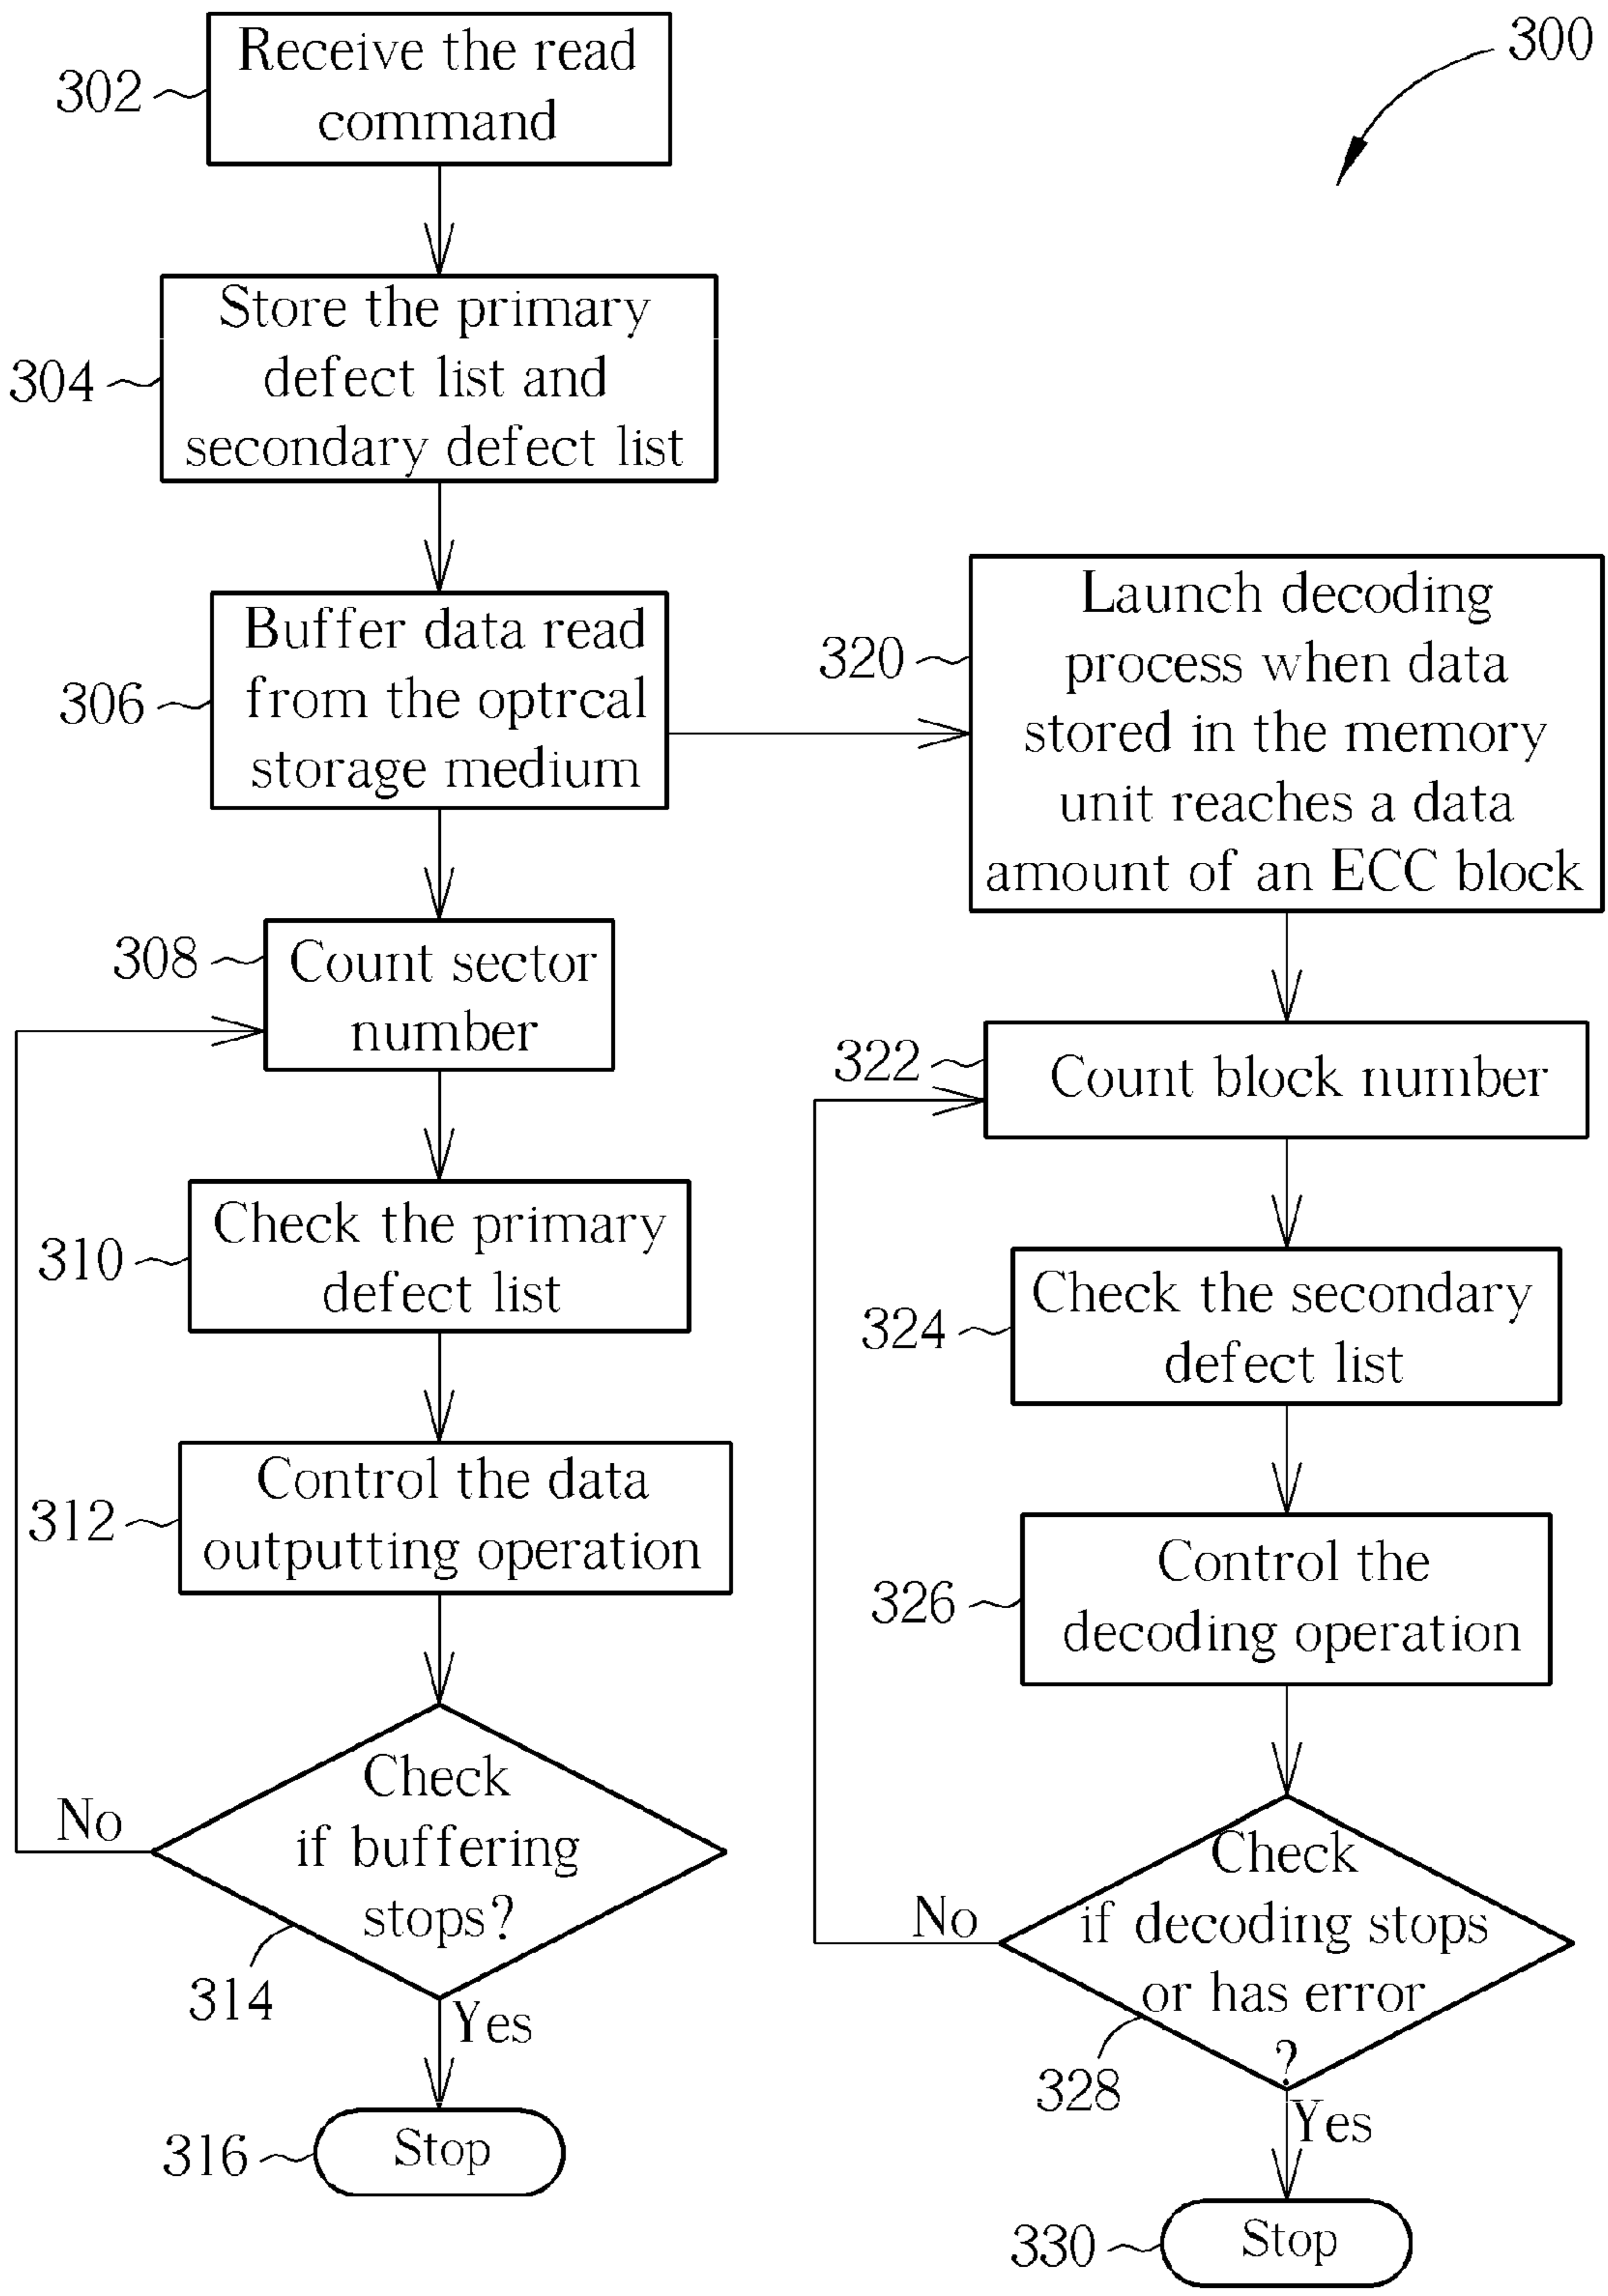 300
302
Receive the read
command
304
Store the primary
defect list and
secondary defect list
306
Buffer data read
from the optrcal
storage medium
308
Count sector
number
310
Check the primary
defect list
312
Control the data
outputting operation
Check
if buffering
stops?
No
314
Yes
316
Stop
320
Launch decoding
process when data
stored in the memory
unit reaches a data
amount of an ECC block
322
Count block number
324
Check the secondary
defect list
326
Control the
decoding operation
Check
if decoding stops
or has error
?
No
328
Yes
330
Stop